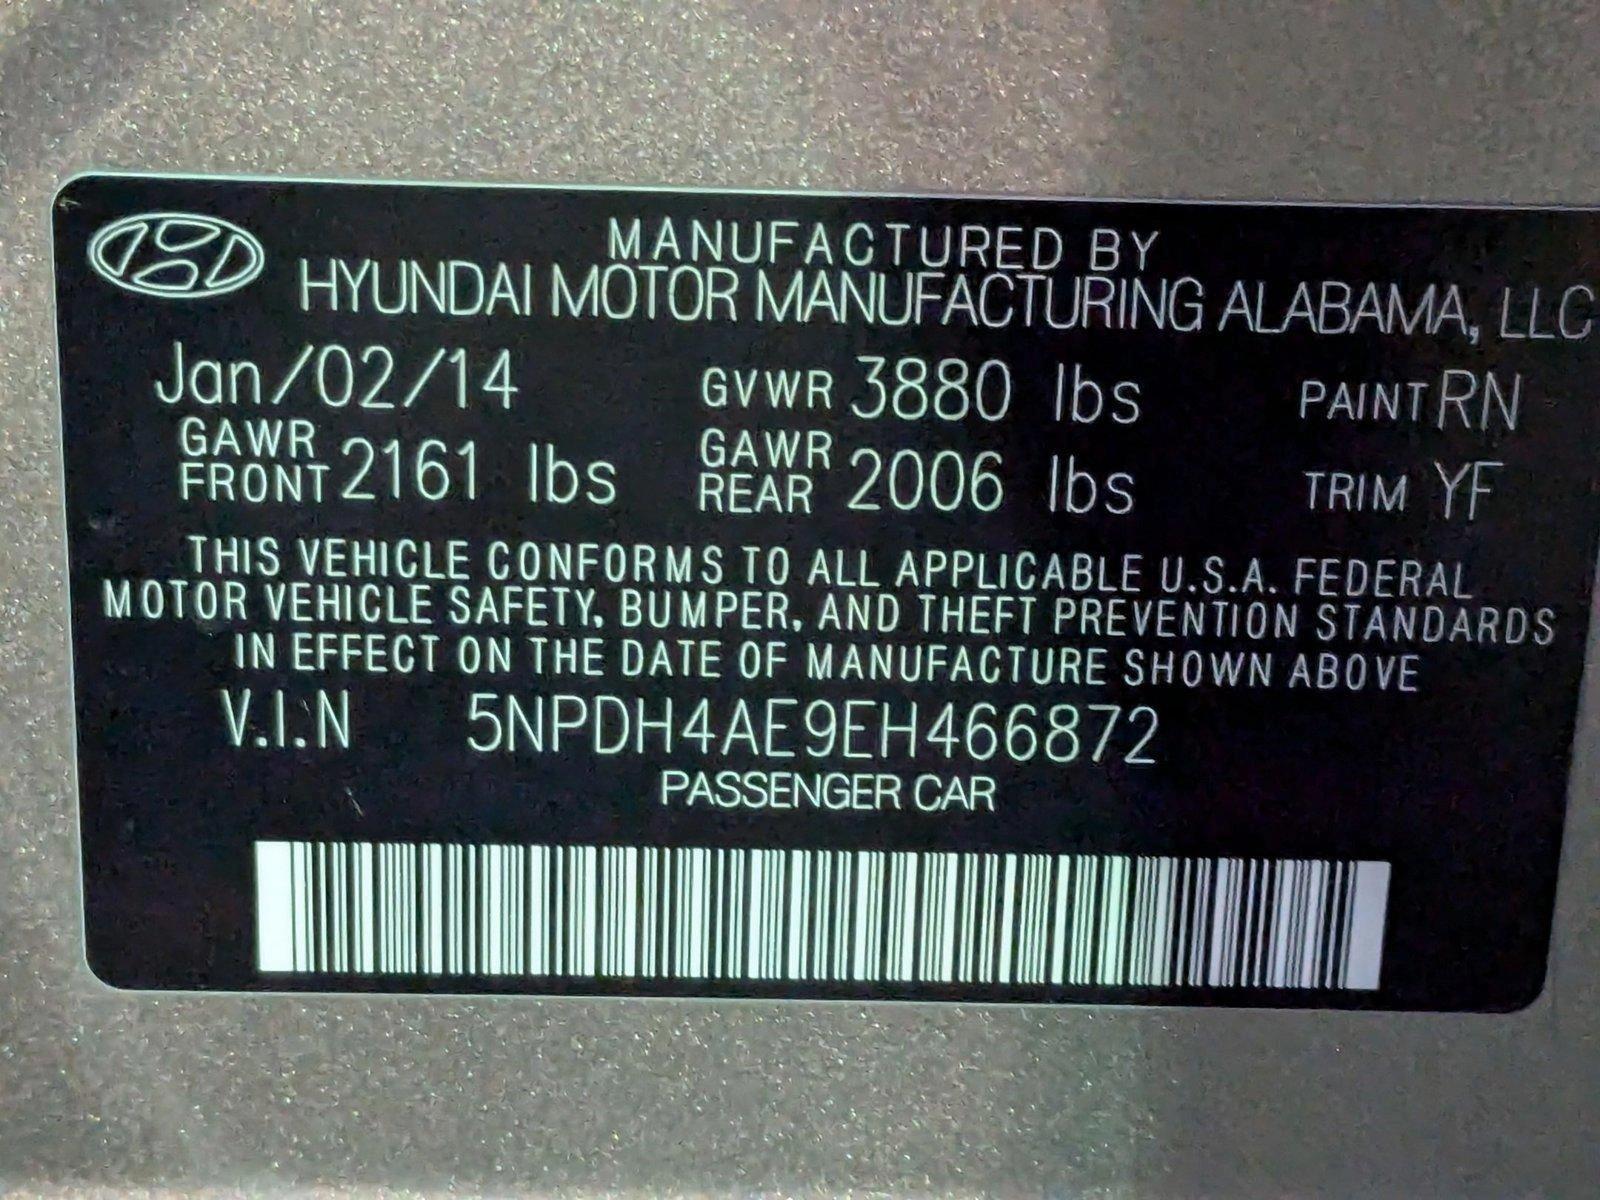 MANUFACTURED BY
HYUNDAI MOTOR MANUFACTURING ALABAMA, LLC
Jan/02/14 GVWR 3880 lbs PAINT RN
GAWR FRONT 2161 lbs GAWR REAR 2006 lbs TRIM YF
THIS VEHICLE CONFORMS TO ALL APPLICABLE U.S.A. FEDERAL
MOTOR VEHICLE SAFETY, BUMPER, AND THEFT PREVENTION STANDARDS
IN EFFECT ON THE DATE OF MANUFACTURE SHOWN ABOVE
V.I.N 5NPDH4AE9EH466872
PASSENGER CAR